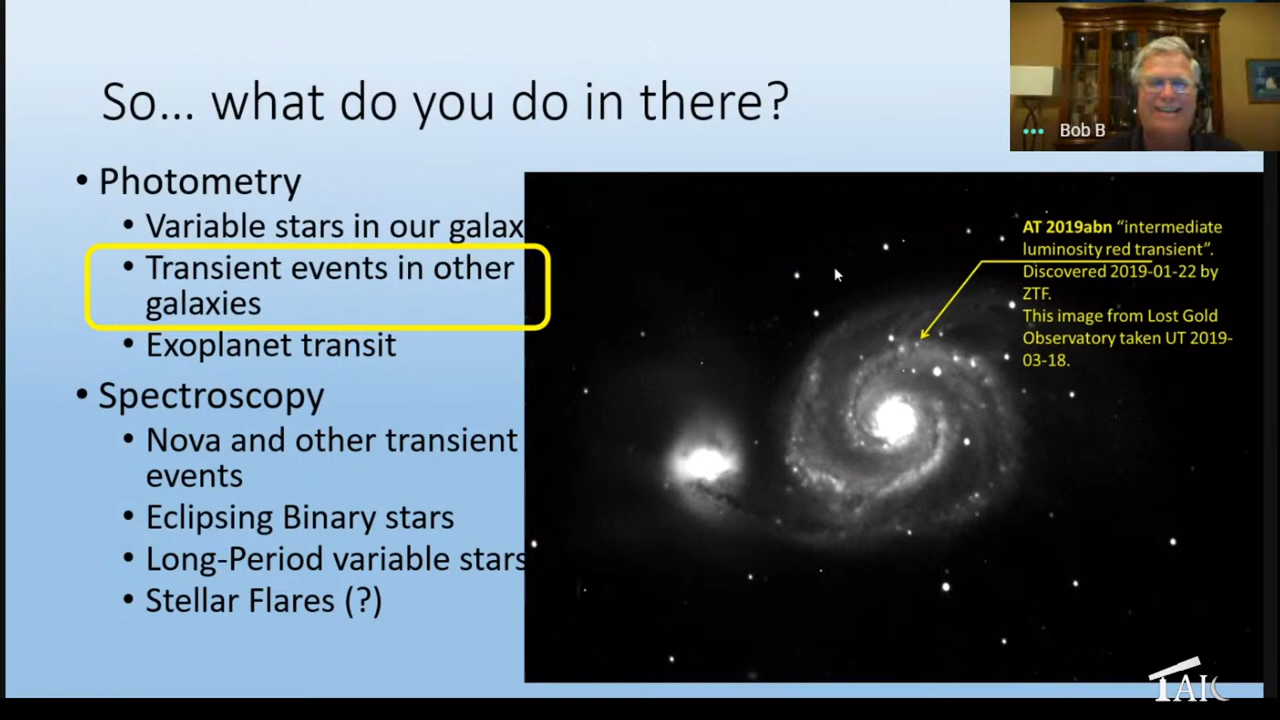 So... what do you do in there?
Bob B
• Photometry
• Variable stars in our galax
• Transient events in other
galaxies
• Exoplanet transit
• Spectroscopy
• Nova and other transient
events
• Eclipsing Binary stars
• Long-Period variable stars
• Stellar Flares (?)
AT 2019abn “intermediate
luminosity red transient”.
Discovered 2019-01-22 by
ZTF.
This image from Lost Gold
Observatory taken UT 2019-
03-18.
TAIC